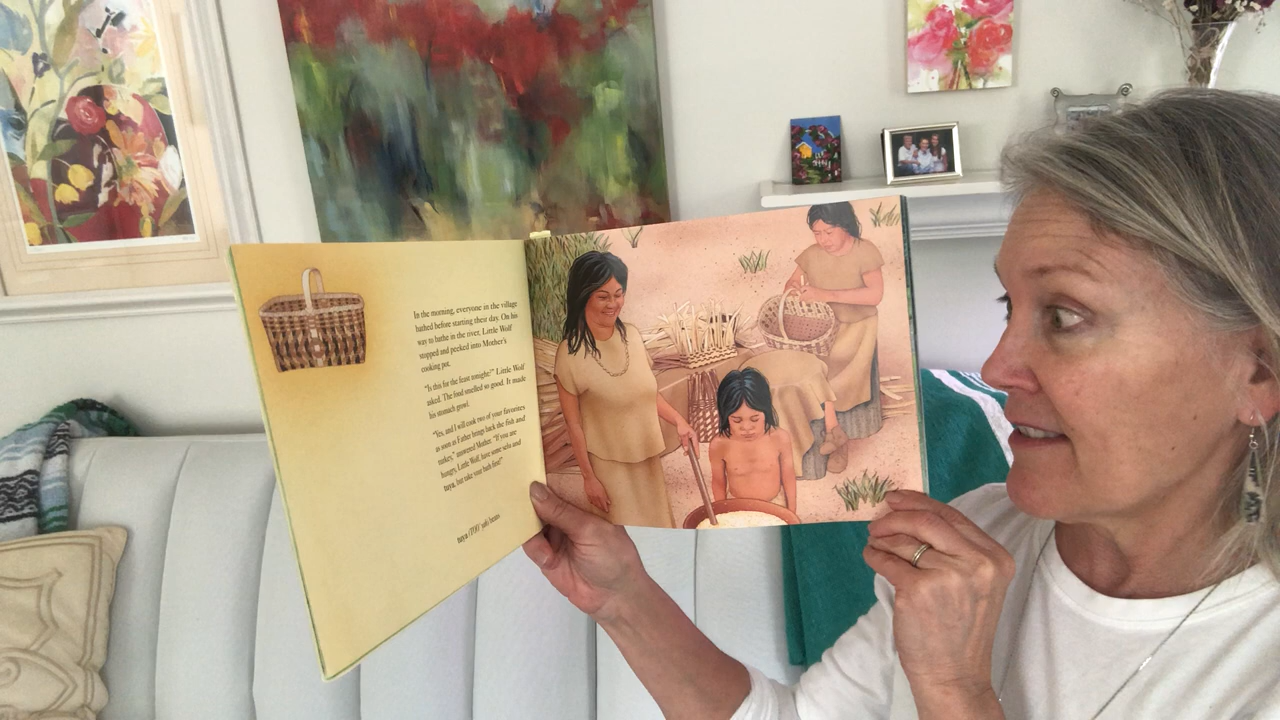 In the morning, everyone in the village
bathed before starting their day. On his
way to bathe in the river, Little Wolf
stopped and peeked into Mother's
cooking pot.
"Is this for the feast tonight?" Little Wolf
asked. The food smelled so good. It made
his stomach growl.
"Yes, and I will cook two of your favorites
as soon as Father brings back the fish and
turkey," answered Mother. "If you are
hungry, Little Wolf, have some selu and
tuya, but take your bath first!"
tuya beans